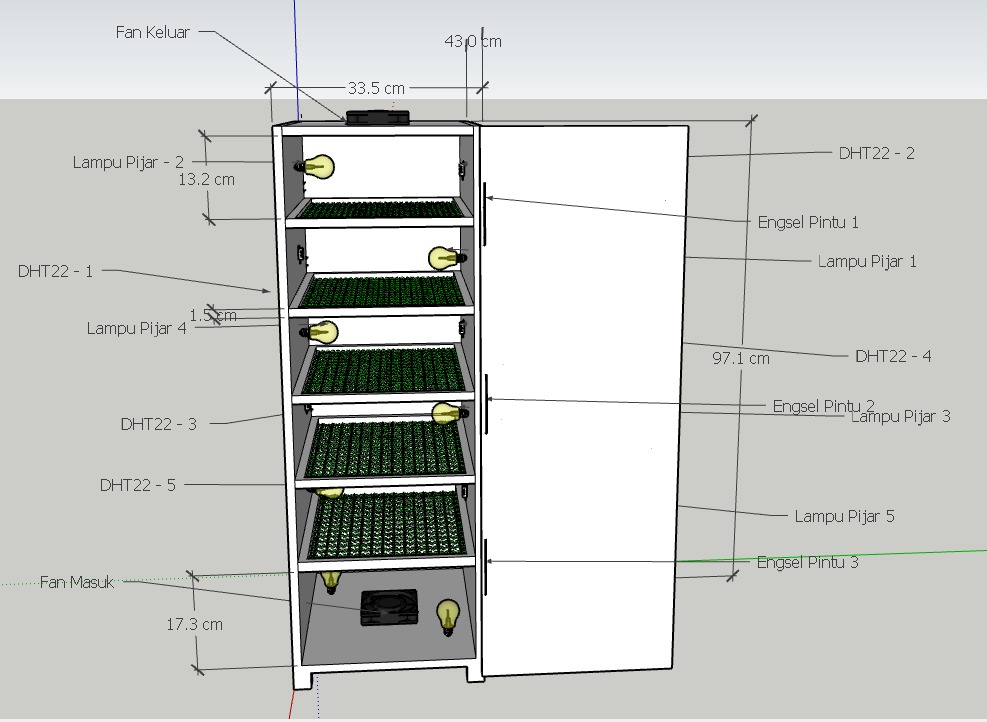 Fan Keluar
43.0 cm
33.5 cm
DHT22 - 2
Lampu Pijar - 2
13.2 cm
Engsel Pintu 1
Lampu Pijar 1
DHT22 - 1
1.5 cm
Lampu Pijar 4
97.1 cm
DHT22 - 4
Engsel Pintu 2
Lampu Pijar 3
DHT22 - 3
DHT22 - 5
Lampu Pijar 5
Engsel Pintu 3
Fan Masuk
17.3 cm